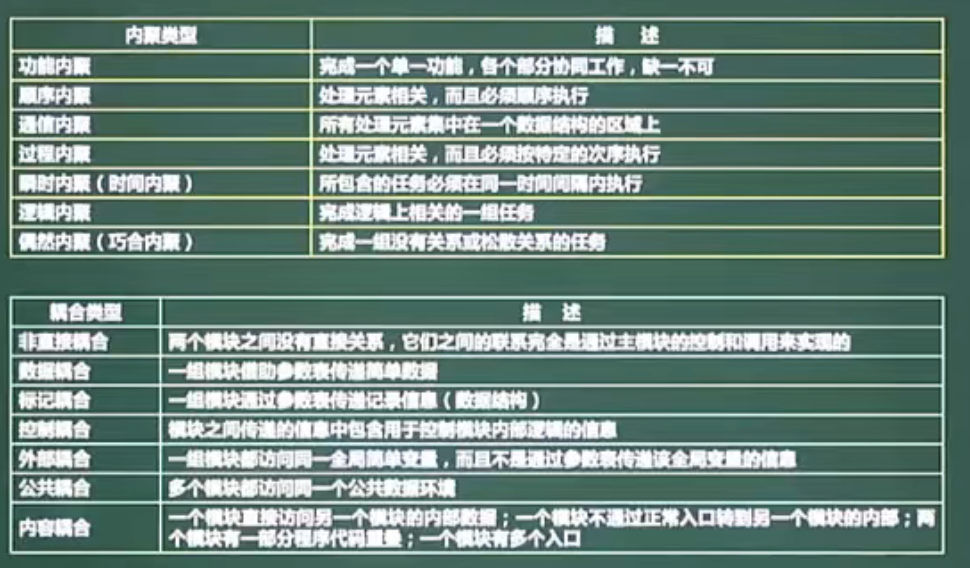 内聚类型 描 述
功能内聚 完成一个单一功能，各个部分协同工作，缺一不可
顺序内聚 处理元素相关，而且必须顺序执行
通信内聚 所有处理元素集中在一个数据结构的区域上
过程内聚 处理元素相关，而且必须按特定的次序执行
瞬时内聚（时间内聚） 所包含的任务必须在同一时间间隔内执行
逻辑内聚 完成逻辑上相关的一组任务
偶然内聚（巧合内聚） 完成一组没有关系或松散关系的任务
耦合类型 描 述
非直接耦合 两个模块之间没有直接关系，它们之间的联系完全是通过主模块的控制和调用来实现的
数据耦合 一组模块借助参数表传递简单数据
标记耦合 一组模块通过参数表传递记录信息（数据结构）
控制耦合 模块之间传递的信息中包含用于控制模块内部逻辑的信息
外部耦合 一组模块都访问同一全局简单变量，而且不是通过参数表传递该全局变量的信息
公共耦合 多个模块都访问同一个公共数据环境
内容耦合 一个模块直接访问另一个模块的内部数据；一个模块不通过正常入口转到另一个模块的内部；两
个模块有一部分程序代码重叠；一个模块有多个入口